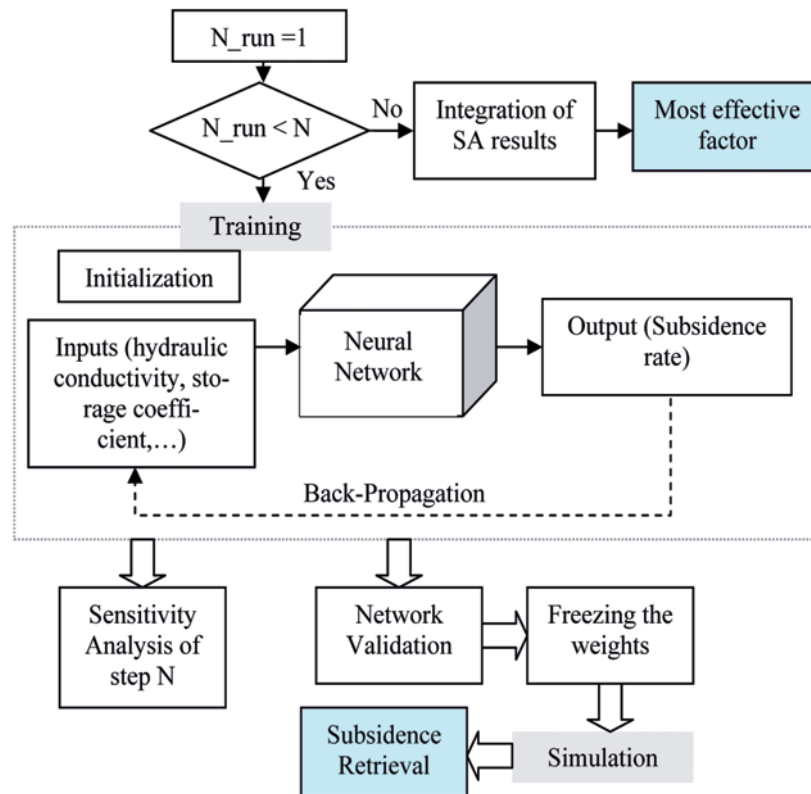 N_run =1
N_run < N
No
Integration of
SA results
Most effective
factor
Yes
Training
Initialization
Inputs (hydraulic
conductivity, sto-
rage coeffi-
cient,…)
Neural
Network
Output (Subsidence
rate)
Back-Propagation
Sensitivity
Analysis of
step N
Network
Validation
Freezing the
weights
Subsidence
Retrieval
Simulation